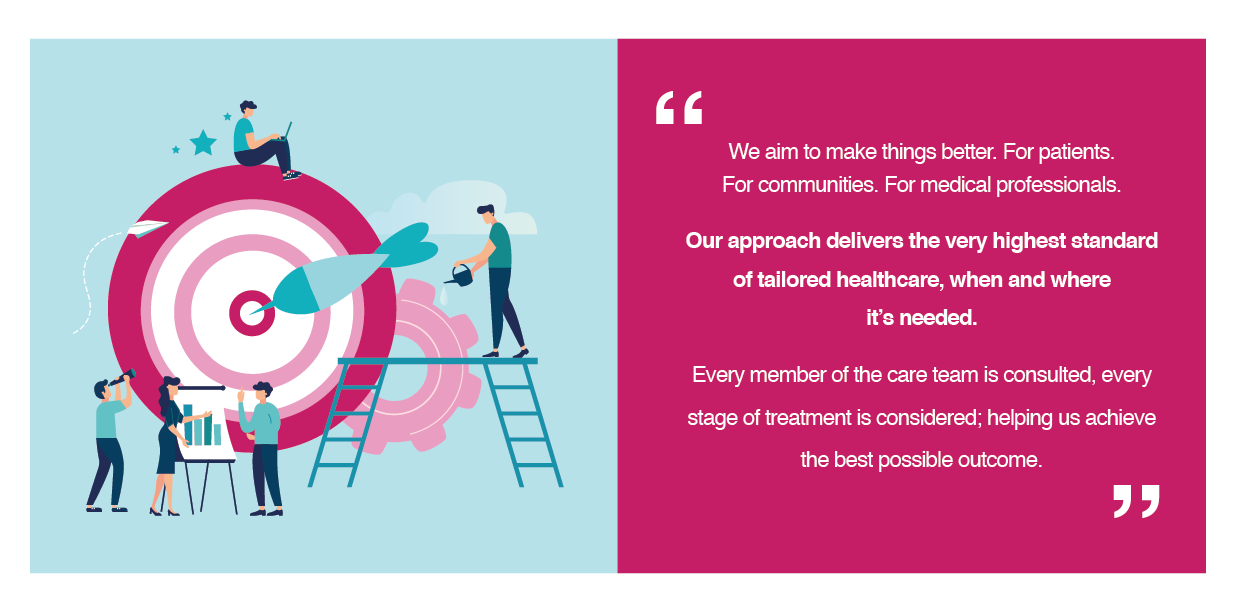 “
We aim to make things better. For patients.
For communities. For medical professionals.
Our approach delivers the very highest standard
of tailored healthcare, when and where
it’s needed.
Every member of the care team is consulted, every
stage of treatment is considered; helping us achieve
the best possible outcome.
”